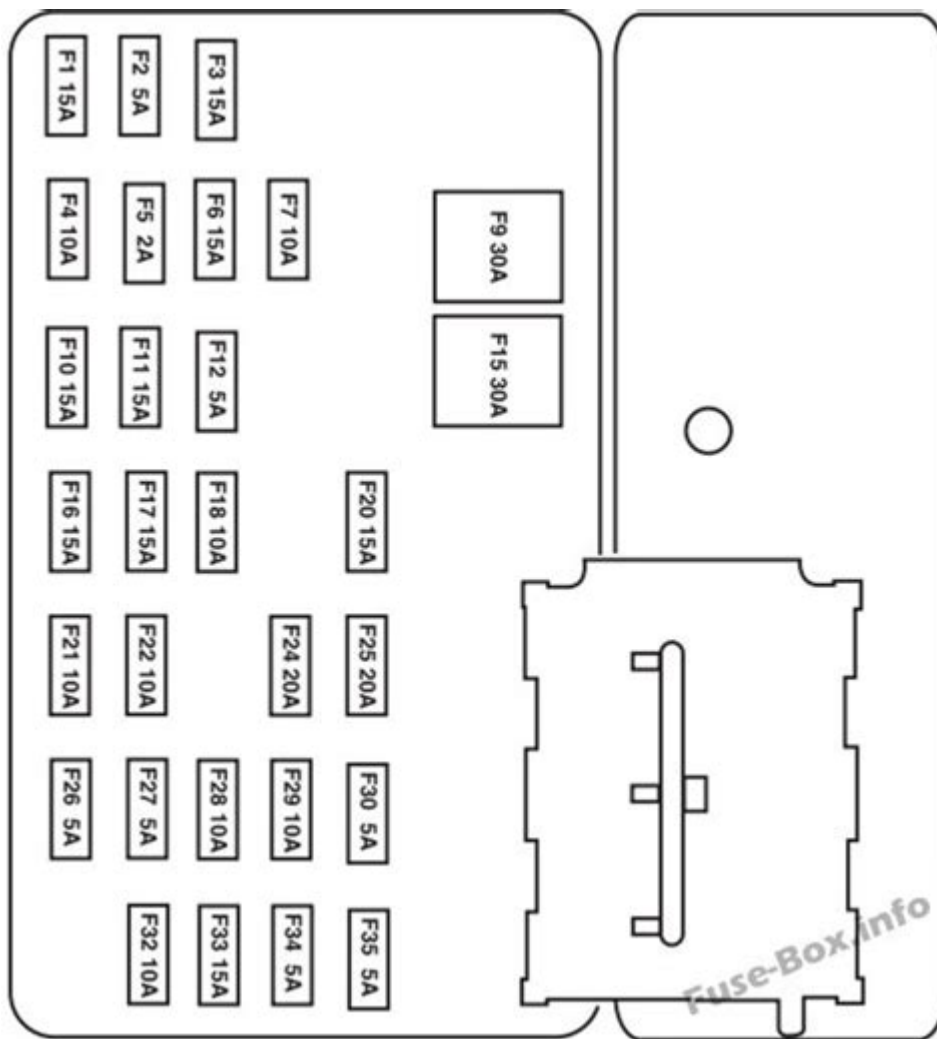 F1 15A
F2 5A
F3 15A
F4 10A
F5 2A
F6 15A
F7 10A
F9 30A
F10 15A
F11 15A
F12 5A
F15 30A
F16 15A
F17 15A
F18 10A
F20 15A
F21 10A
F22 10A
F24 20A
F25 20A
F26 5A
F27 5A
F28 10A
F29 10A
F30 5A
F32 10A
F33 15A
F34 5A
F35 5A
Fuse-Box.info